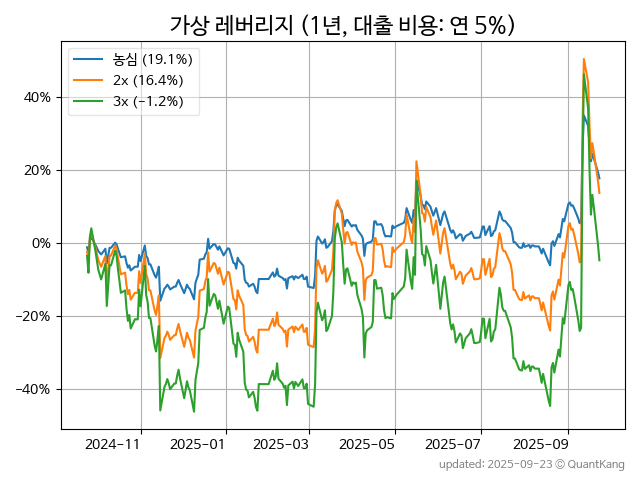 가상 레버리지 (1년, 대출 비용: 연 5%)
농심 (19.1%)
2x (16.4%)
3x (−1.2%)
40%
20%
0%
−20%
−40%
2024−11 2025−01 2025−03 2025−05 2025−07 2025−09
updated: 2025−09−23 © QuantKang